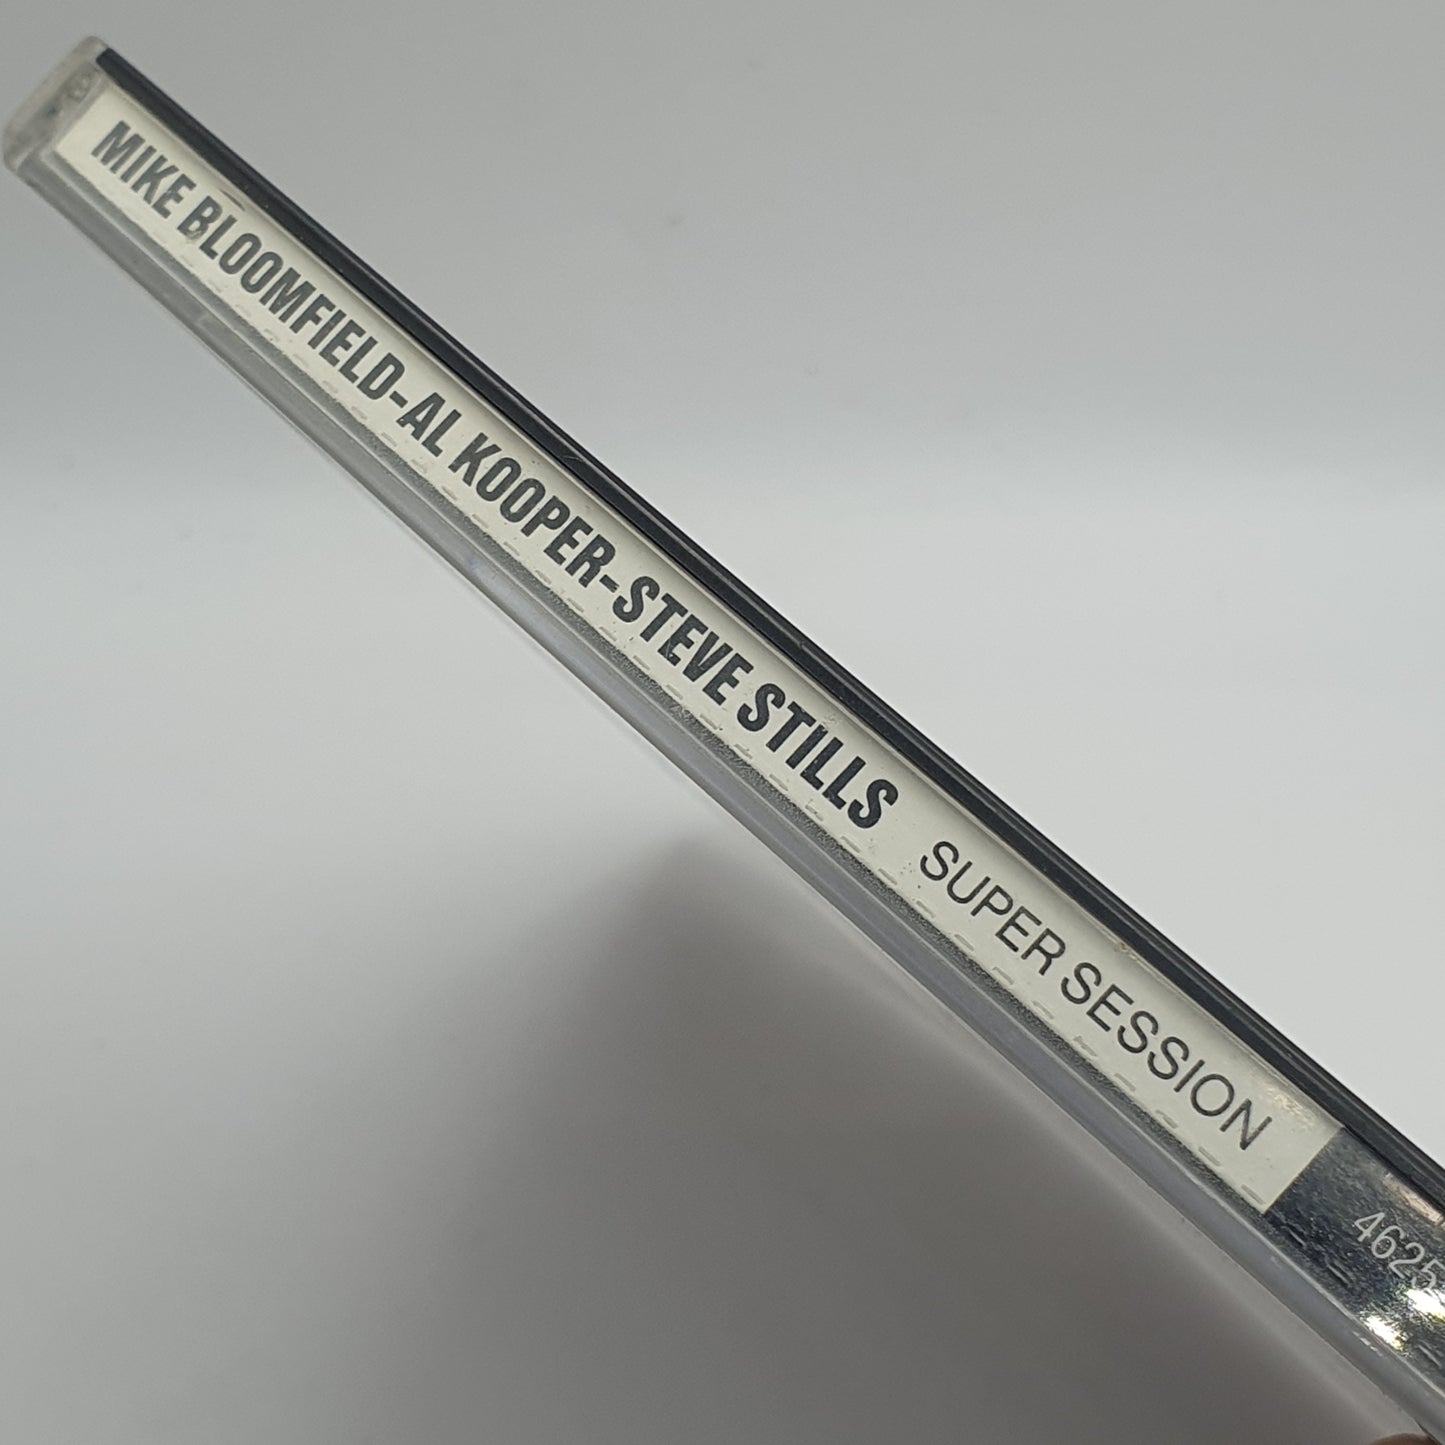 MIKE BLOOMFIELD-AL KOOPER-STEVE STILLS SUPER SESSION